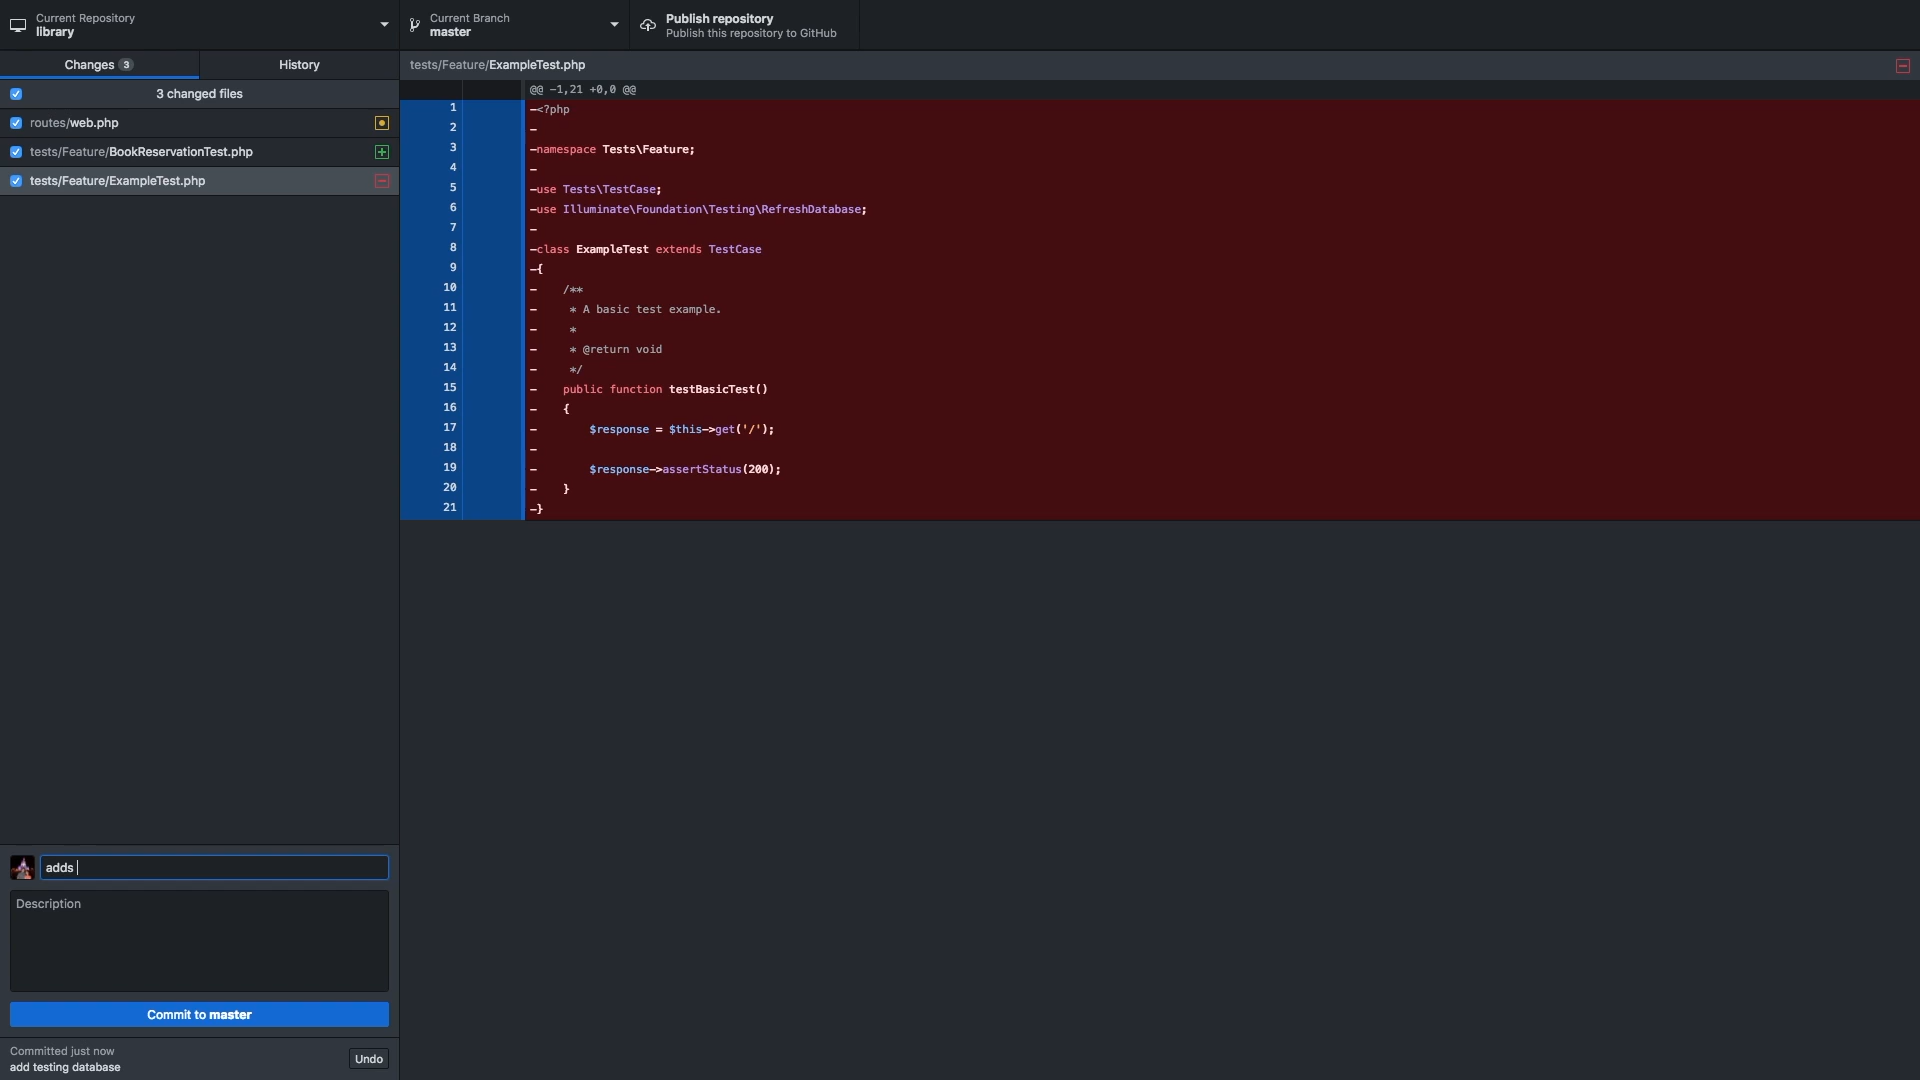 Current Repository
library
Current Branch
master
Publish repository
Publish this repository to GitHub
Changes 3
History
3 changed files
routes/web.php
tests/Feature/BookReservationTest.php
tests/Feature/ExampleTest.php
tests/Feature/ExampleTest.php
@@ -1,21 +0,0 @@
1 -<?php
2 -
3 -namespace Tests\Feature;
4 -
5 -use Tests\TestCase;
6 -use Illuminate\Foundation\Testing\RefreshDatabase;
7 -
8 -class ExampleTest extends TestCase
9 -{
10 -    /**
11 -     * A basic test example.
12 -     *
13 -     * @return void
14 -     */
15 -    public function testBasicTest()
16 -    {
17 -        $response = $this->get('/');
18 -
19 -        $response->assertStatus(200);
20 -    }
21 -}
adds
Description
Commit to master
Committed just now
add testing database
Undo